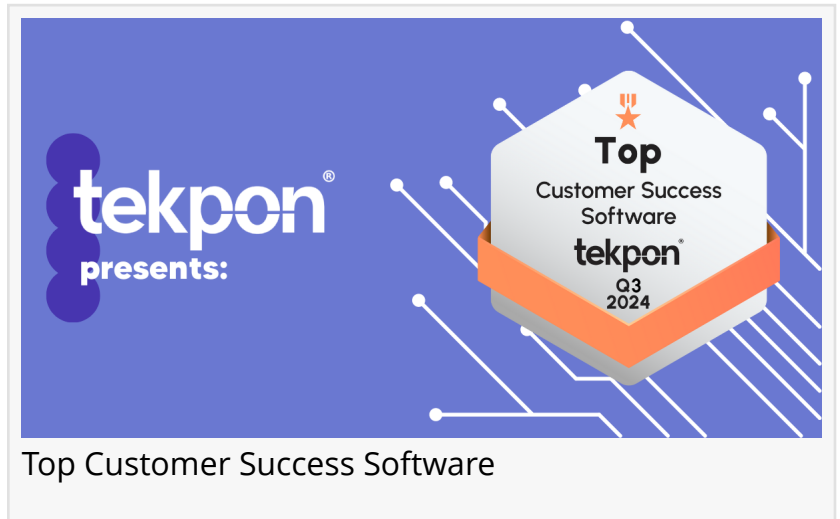 tekpon®
presents:
Top
Customer Success
Software
tekpon®
Q3
2024
Top Customer Success Software